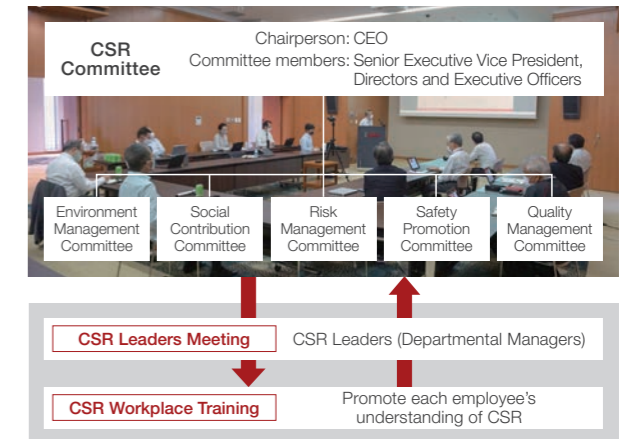 CSR
Committee
Chairperson: CEO
Committee members: Senior Executive Vice President,
Directors and Executive Officers
Environment
Management
Committee
Social
Contribution
Committee
Risk
Management
Committee
Safety
Promotion
Committee
Quality
Management
Committee
CSR Leaders Meeting
CSR Leaders (Departmental Managers)
CSR Workplace Training
Promote each employee's
understanding of CSR